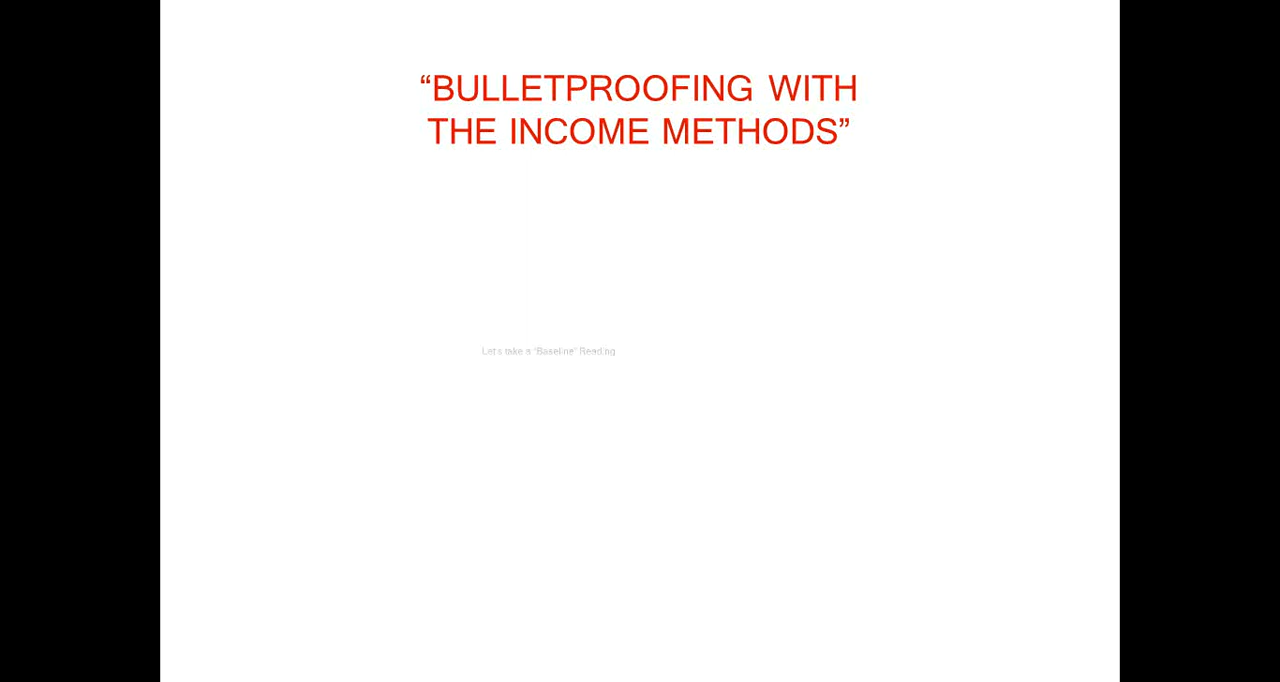 “BULLETPROOFING WITH
THE INCOME METHODS”
Let's take a “Baseline” Reading